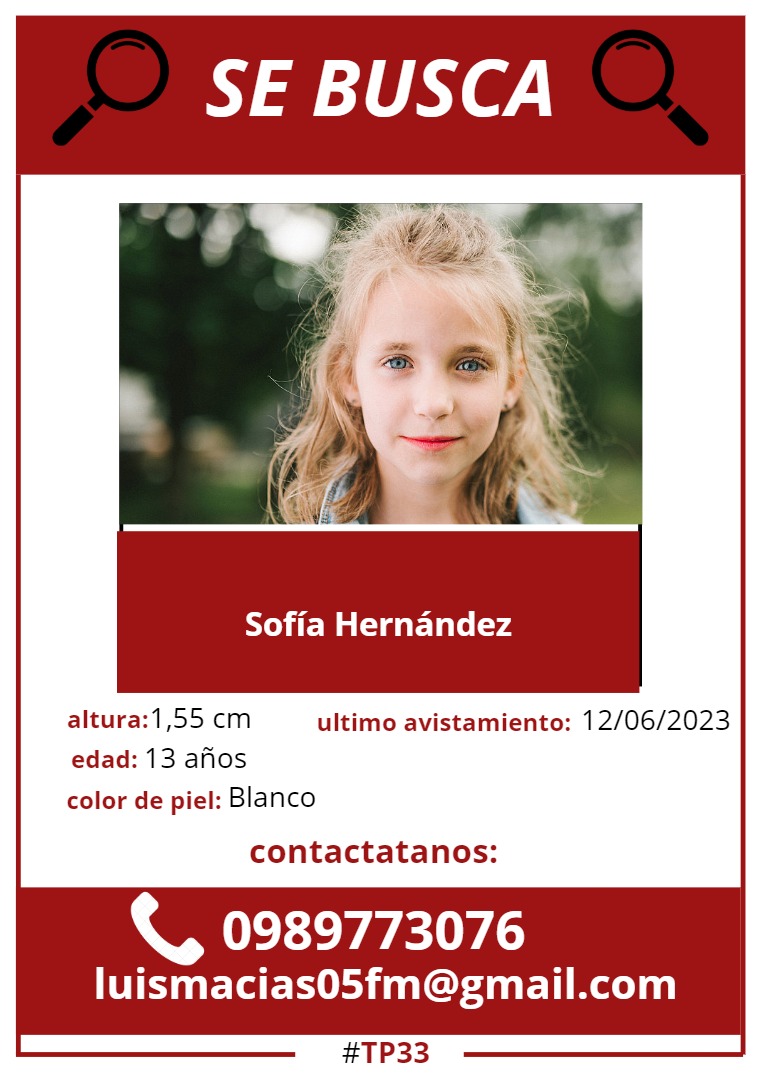 SE BUSCA
Sofía Hernández
altura:1,55 cm
ultimo avistamiento: 12/06/2023
edad: 13 años
color de piel: Blanco
contactatanos:
0989773076
luismacias05fm@gmail.com
#TP33